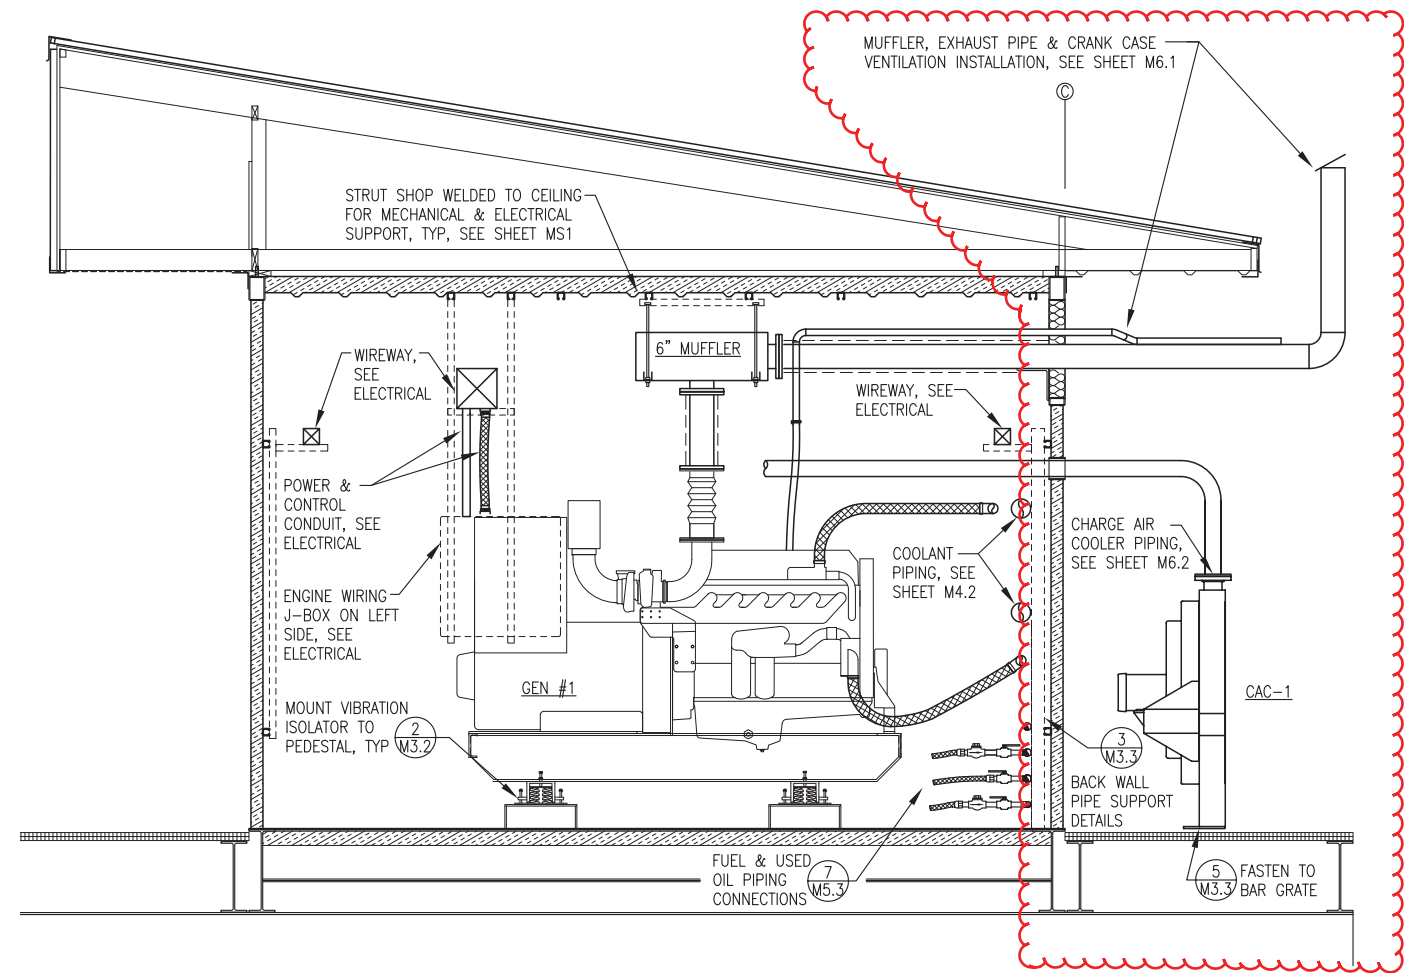 MUFFLER, EXHAUST PIPE & CRANK CASE
VENTILATION INSTALLATION, SEE SHEET M6.1
C
STRUT SHOP WELDED TO CEILING
FOR MECHANICAL & ELECTRICAL
SUPPORT, TYP, SEE SHEET MS1
6" MUFFLER
WIREWAY,
SEE
ELECTRICAL
WIREWAY, SEE
ELECTRICAL
POWER &
CONTROL
CONDUIT, SEE
ELECTRICAL
CHARGE AIR
COOLER PIPING,
SEE SHEET M6.2
COOLANT
PIPING, SEE
SHEET M4.2
ENGINE WIRING
J-BOX ON LEFT
SIDE, SEE
ELECTRICAL
GEN #1
CAC-1
MOUNT VIBRATION
ISOLATOR TO
PEDESTAL, TYP
2
M3.2
3
M3.3
BACK WALL
PIPE SUPPORT
DETAILS
FUEL & USED
OIL PIPING
CONNECTIONS
7
M5.3
5
M3.3
FASTEN TO
BAR GRATE